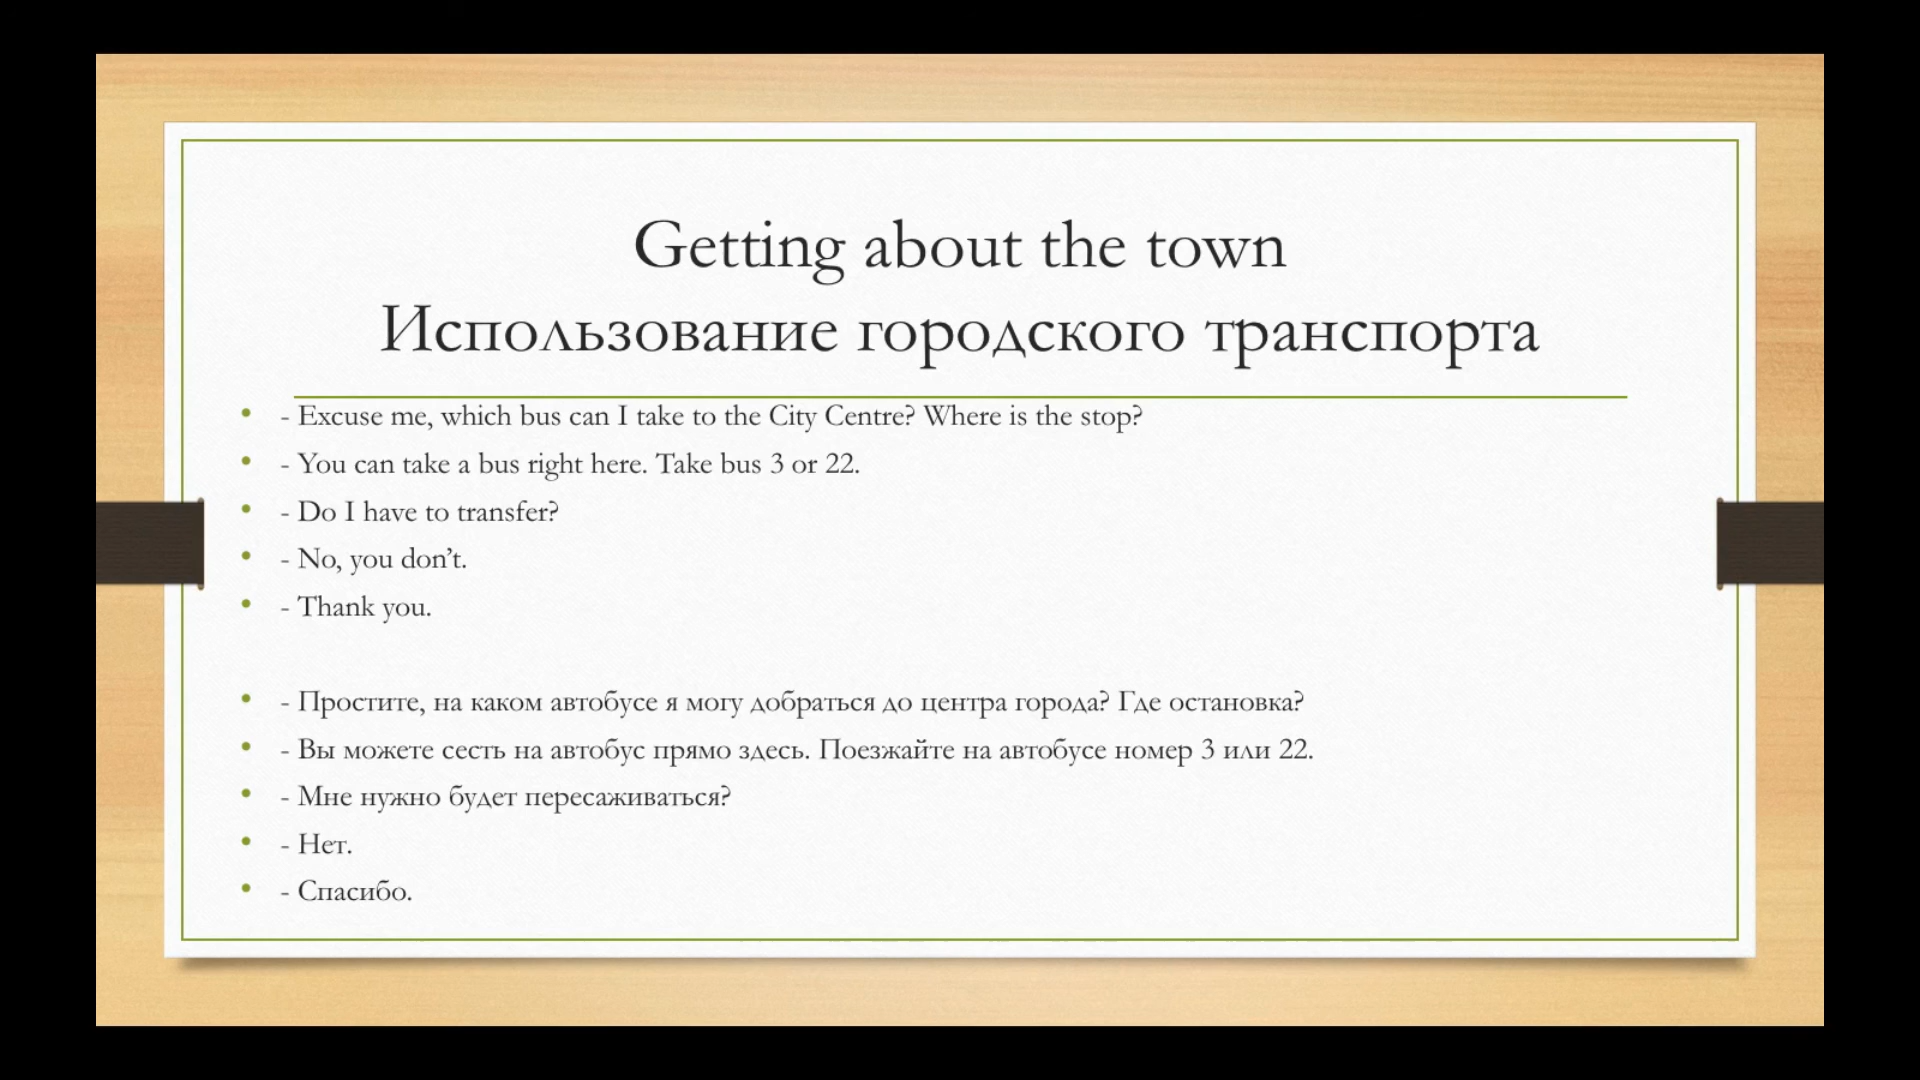 Getting about the town
Использование городского транспорта
- Excuse me, which bus can I take to the City Centre? Where is the stop?
- You can take a bus right here. Take bus 3 or 22.
- Do I have to transfer?
- No, you don’t.
- Thank you.
- Простите, на каком автобусе я могу добраться до центра города? Где остановка?
- Вы можете сесть на автобус прямо здесь. Поезжайте на автобусе номер 3 или 22.
- Мне нужно будет пересаживаться?
- Нет.
- Спасибо.